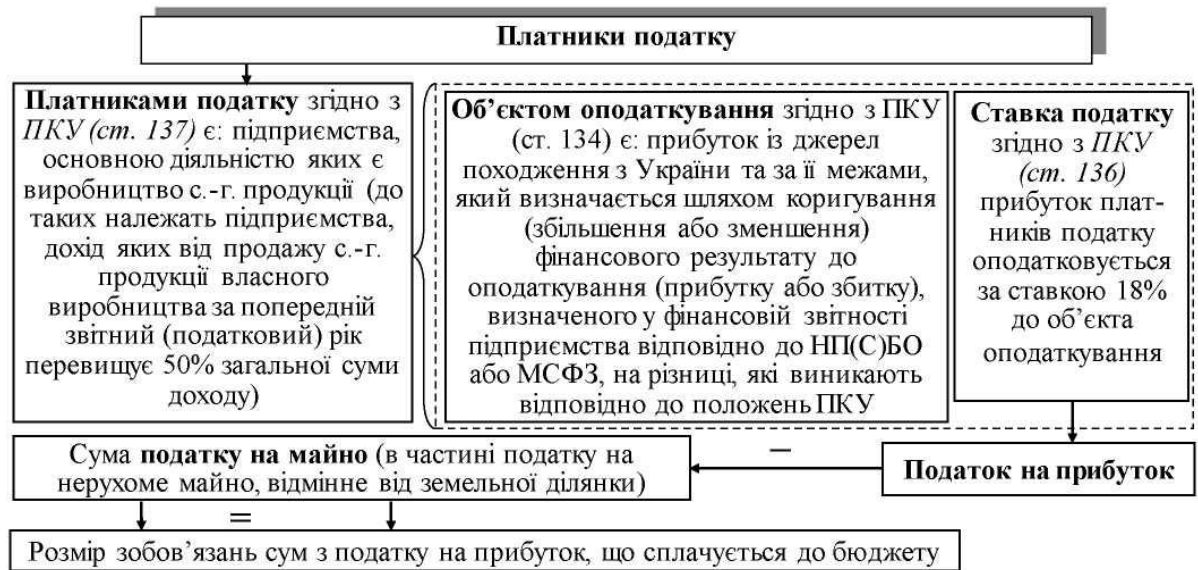 Платники податку
Платниками податку згідно з
ПКУ (ст. 137) є: підприємства,
основною діяльністю яких є
виробництво с.-г. продукції (до
таких належать підприємства,
дохід яких від продажу с.-г.
продукції власного
виробництва за попередній
звітний (податковий) рік
перевищує 50% загальної суми
доходу)
Об’єктом оподаткування згідно з ПКУ
(ст. 134) є: прибуток із джерел
походження з України та за її межами,
який визначається шляхом коригування
(збільшення або зменшення)
фінансового результату до
оподаткування (прибутку або збитку),
визначеного у фінансовій звітності
підприємства відповідно до НП(С)БО
або МСФЗ, на різниці, які виникають
відповідно до положень ПКУ
Ставка податку
згідно з ПКУ
(ст. 136)
прибуток плат-
ників податку
оподатковується
за ставкою 18%
до об’єкта
оподаткування
Сума податку на майно (в частині податку на
нерухоме майно, відмінне від земельної ділянки)
–
Податок на прибуток
=
Розмір зобов’язань сум з податку на прибуток, що сплачується до бюджету